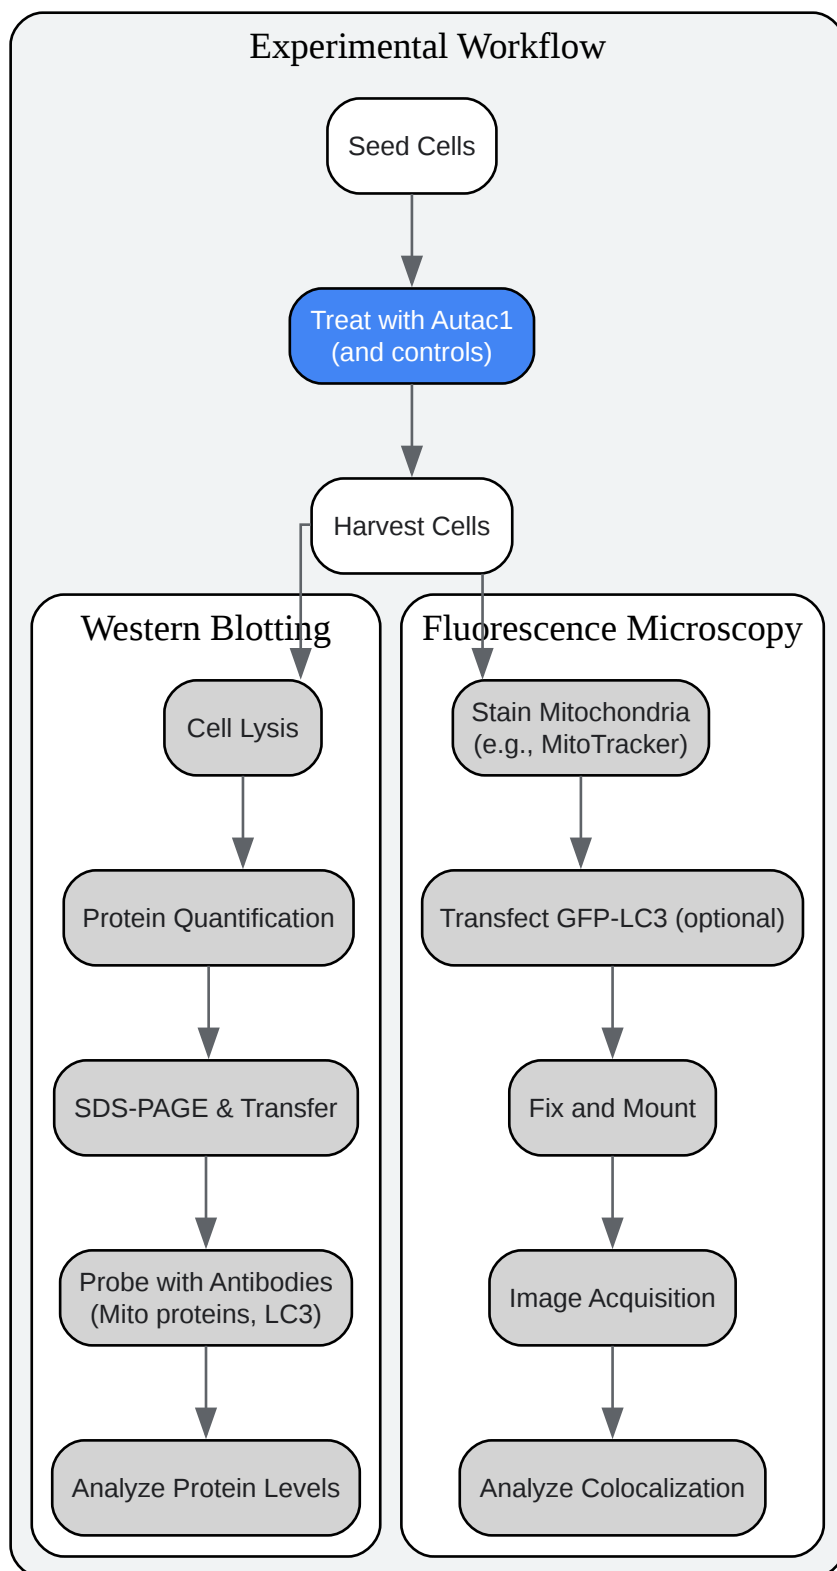 Experimental Workflow
Seed Cells
Treat with Autac1
(and controls)
Harvest Cells
Western Blotting
Cell Lysis
Protein Quantification
SDS-PAGE & Transfer
Probe with Antibodies
(Mito proteins, LC3)
Analyze Protein Levels
Fluorescence Microscopy
Stain Mitochondria
(e.g., MitoTracker)
Transfect GFP-LC3 (optional)
Fix and Mount
Image Acquisition
Analyze Colocalization